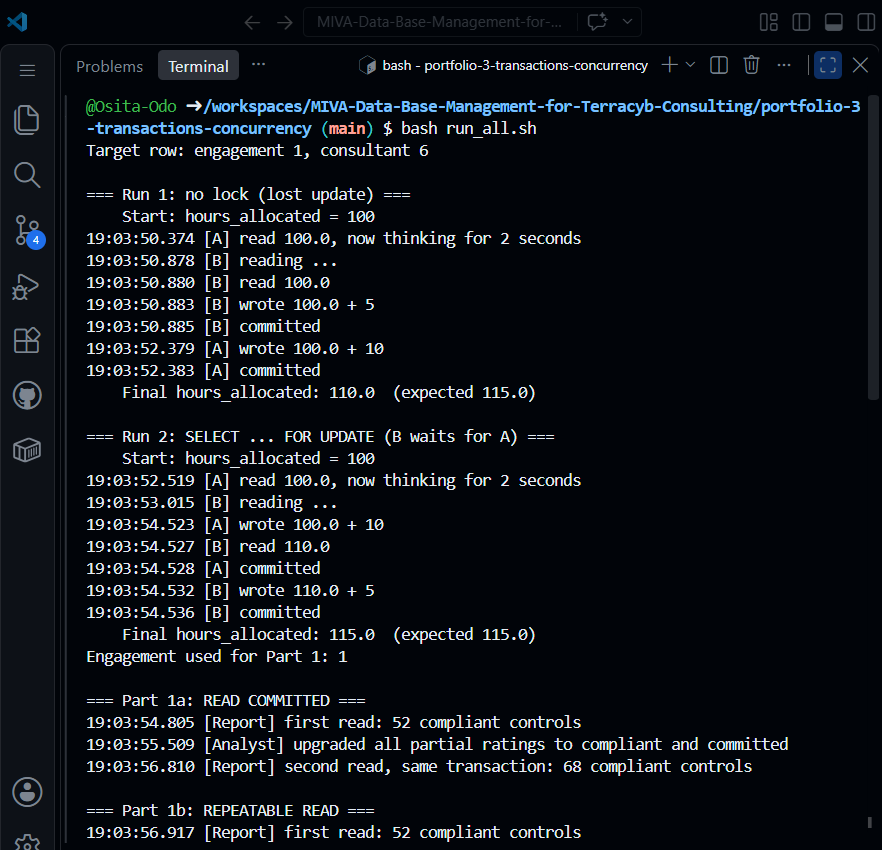 MIVA-Data-Base-Management-for-...
Problems Terminal ... bash - portfolio-3-transactions-concurrency ...
4
@Osita-Odo ➜/workspaces/MIVA-Data-Base-Management-for-Terracyb-Consulting/portfolio-3
-transactions-concurrency (main) $ bash run_all.sh
Target row: engagement 1, consultant 6
=== Run 1: no lock (lost update) ===
Start: hours_allocated = 100
19:03:50.374 [A] read 100.0, now thinking for 2 seconds
19:03:50.878 [B] reading ...
19:03:50.880 [B] read 100.0
19:03:50.883 [B] wrote 100.0 + 5
19:03:50.885 [B] committed
19:03:52.379 [A] wrote 100.0 + 10
19:03:52.383 [A] committed
Final hours_allocated: 110.0  (expected 115.0)
=== Run 2: SELECT ... FOR UPDATE (B waits for A) ===
Start: hours_allocated = 100
19:03:52.519 [A] read 100.0, now thinking for 2 seconds
19:03:53.015 [B] reading ...
19:03:54.523 [A] wrote 100.0 + 10
19:03:54.527 [B] read 110.0
19:03:54.528 [A] committed
19:03:54.532 [B] wrote 110.0 + 5
19:03:54.536 [B] committed
Final hours_allocated: 115.0  (expected 115.0)
Engagement used for Part 1: 1
=== Part 1a: READ COMMITTED ===
19:03:54.805 [Report] first read: 52 compliant controls
19:03:55.509 [Analyst] upgraded all partial ratings to compliant and committed
19:03:56.810 [Report] second read, same transaction: 68 compliant controls
=== Part 1b: REPEATABLE READ ===
19:03:56.917 [Report] first read: 52 compliant controls